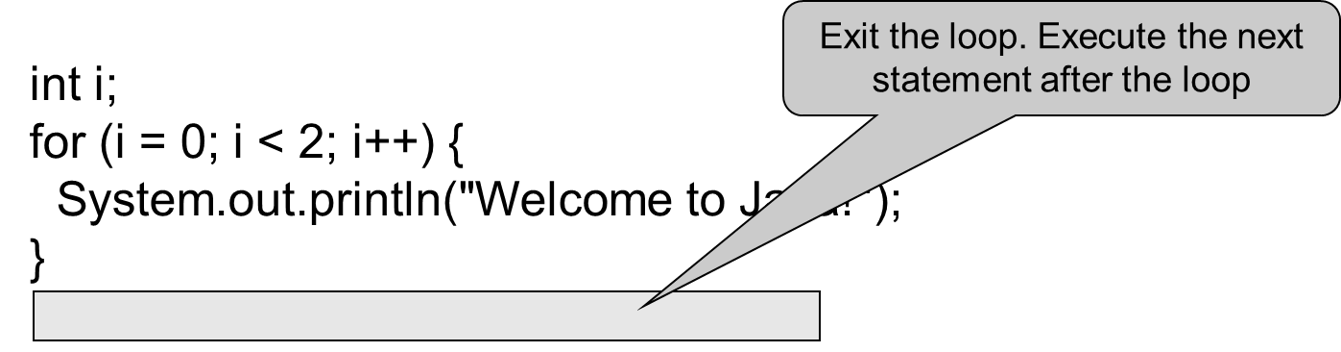 Exit the loop. Execute the next
statement after the loop
int i;
for (i = 0; i < 2; i++) {
System.out.println("Welcome to J
);
}